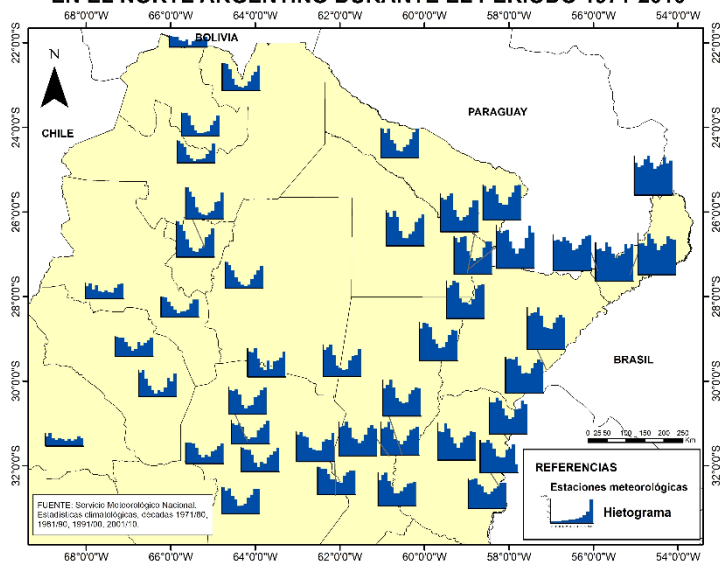 EN EL NORTE ARGENTINO DURANTE EL PERIODO 1971-2010
68°0'0"O 66°0'0"O 64°0'0"O 62°0'0"O 60°0'0"O 58°0'0"O 56°0'0"O 54°0'0"O
22°0'0"S 22°0'0"S
24°0'0"S 24°0'0"S
26°0'0"S 26°0'0"S
28°0'0"S 28°0'0"S
30°0'0"S 30°0'0"S
32°0'0"S 32°0'0"S
BOLIVIA
N
PARAGUAY
CHILE
BRASIL
0 25 50 100 150 200 250
Km
REFERENCIAS
Estaciones meteorológicas
Hietograma
FUENTE: Servicio Meteorológico Nacional.
Estadísticas climatológicas, décadas 1971/80,
1981/90, 1991/00, 2001/10.
68°0'0"O 66°0'0"O 64°0'0"O 62°0'0"O 60°0'0"O 58°0'0"O 56°0'0"O 54°0'0"O